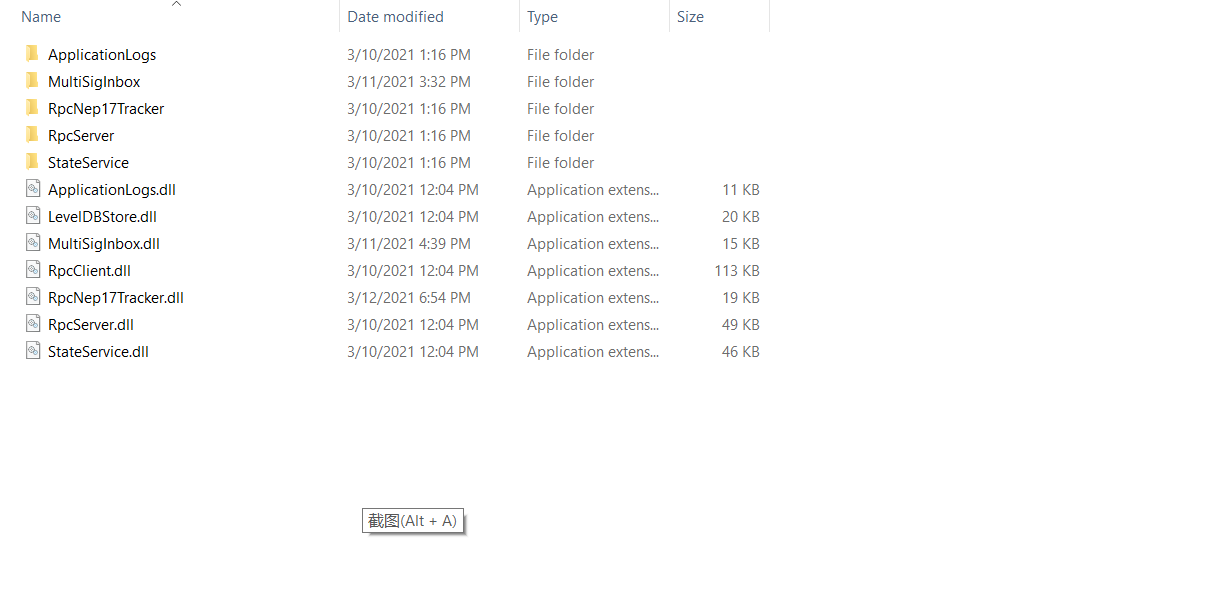 Name Date modified Type Size
ApplicationLogs 3/10/2021 1:16 PM File folder
MultiSigInbox 3/11/2021 3:32 PM File folder
RpcNep17Tracker 3/10/2021 1:16 PM File folder
RpcServer 3/10/2021 1:16 PM File folder
StateService 3/10/2021 1:16 PM File folder
ApplicationLogs.dll 3/10/2021 12:04 PM Application extens... 11 KB
LevelDBStore.dll 3/10/2021 12:04 PM Application extens... 20 KB
MultiSigInbox.dll 3/11/2021 4:39 PM Application extens... 15 KB
RpcClient.dll 3/10/2021 12:04 PM Application extens... 113 KB
RpcNep17Tracker.dll 3/12/2021 6:54 PM Application extens... 19 KB
RpcServer.dll 3/10/2021 12:04 PM Application extens... 49 KB
StateService.dll 3/10/2021 12:04 PM Application extens... 46 KB
截图(Alt + A)